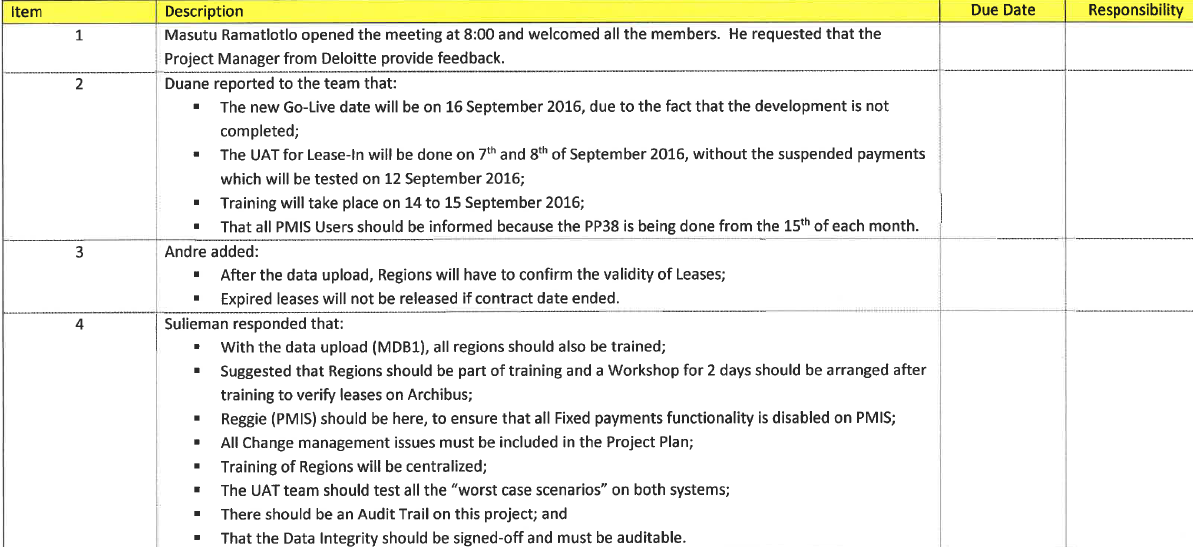 Item Description Due Date Responsibility
1 Masutu Ramatlotlo opened the meeting at 8:00 and welcomed all the members. He requested that the
Project Manager from Deloitte provide feedback.
2 Duane reported to the team that:
▪ The new Go-Live date will be on 16 September 2016, due to the fact that the development is not
completed;
▪ The UAT for Lease-In will be done on 7th and 8th of September 2016, without the suspended payments
which will be tested on 12 September 2016;
▪ Training will take place on 14 to 15 September 2016;
▪ That all PMIS Users should be informed because the PP38 is being done from the 15th of each month.
3 Andre added:
▪ After the data upload, Regions will have to confirm the validity of Leases;
▪ Expired leases will not be released if contract date ended.
4 Sulieman responded that:
▪ With the data upload (MDB1), all regions should also be trained;
▪ Suggested that Regions should be part of training and a Workshop for 2 days should be arranged after
training to verify leases on Archibus;
▪ Reggie (PMIS) should be here, to ensure that all Fixed payments functionality is disabled on PMIS;
▪ All Change management issues must be included in the Project Plan;
▪ Training of Regions will be centralized;
▪ The UAT team should test all the “worst case scenarios” on both systems;
▪ There should be an Audit Trail on this project; and
▪ That the Data Integrity should be signed-off and must be auditable.